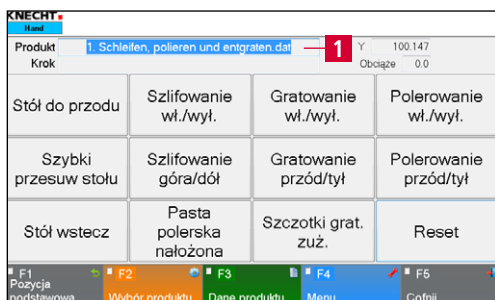 KNECHT
Hand
Produkt 1. Schleifen, polieren und entgraten.dat 1 Y 100.147
Krok Obciąże 0.0
Stół do przodu
Szlifowanie
wł./wył.
Gratowanie
wł./wył.
Polerowanie
wł./wył.
Szybki
przesuw stołu
Szlifowanie
góra/dół
Gratowanie
przód/tył
Polerowanie
przód/tył
Stół wstecz
Pasta
polerska
nałożona
Szczotki grat.
zuż.
Reset
F1 F2 F3 F4 F5
Pozycja
podstawowa Wybór produktu Dane produktu Menu Cofnij